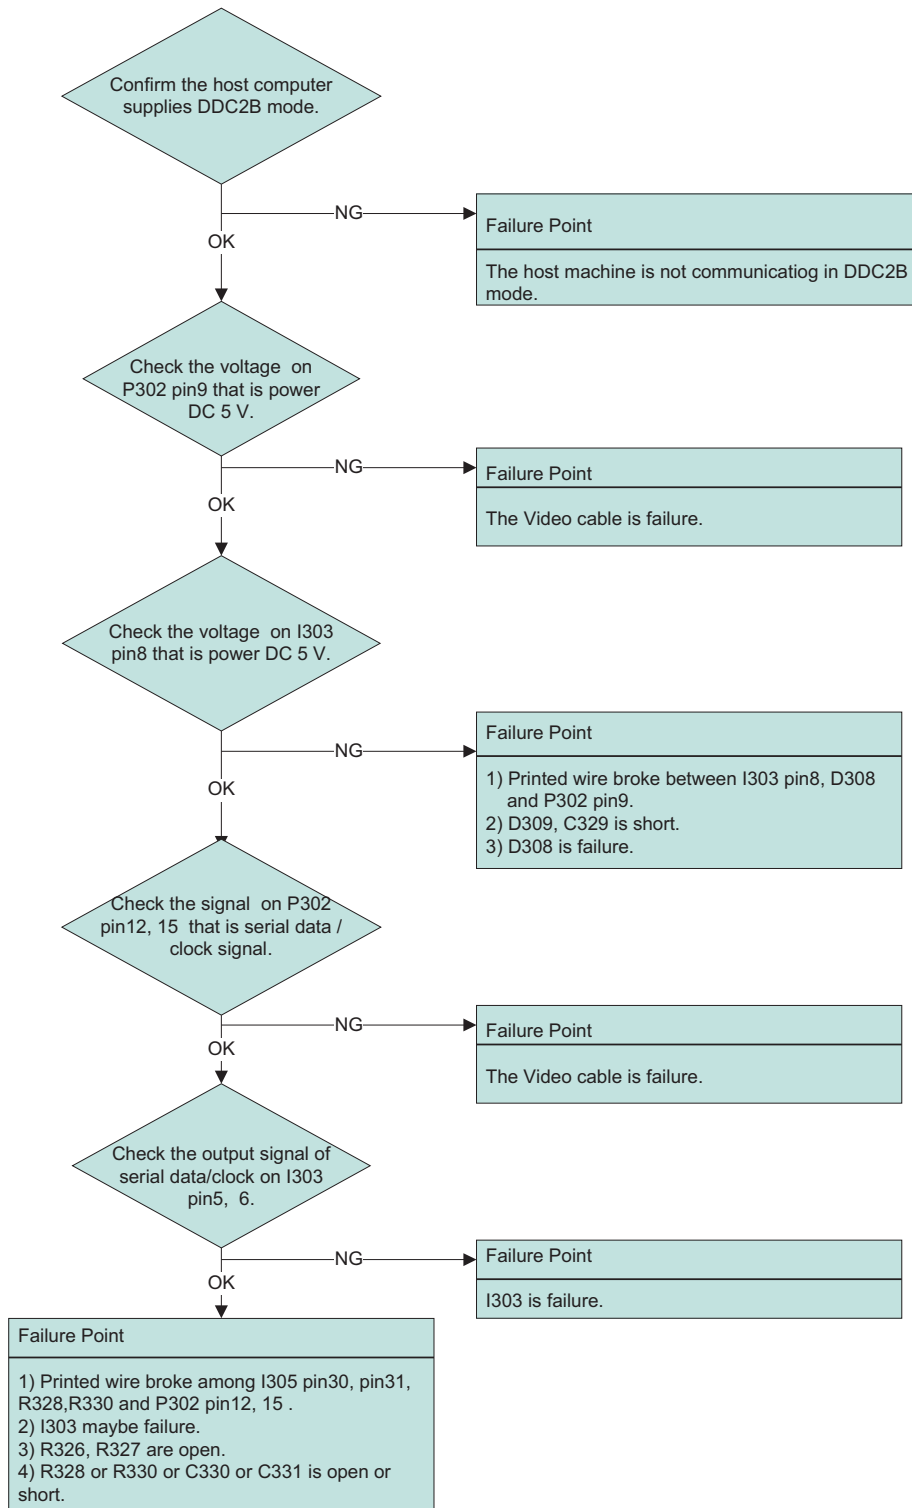 Confirm the host computer
supplies DDC2B mode.
NG
OK
Failure Point
The host machine is not communicatiog in DDC2B
mode.
Check the voltage on
P302 pin9 that is power
DC 5 V.
NG
OK
Failure Point
The Video cable is failure.
Check the voltage on I303
pin8 that is power DC 5 V.
NG
OK
Failure Point
1) Printed wire broke between I303 pin8, D308
and P302 pin9.
2) D309, C329 is short.
3) D308 is failure.
Check the signal on P302
pin12, 15 that is serial data /
clock signal.
NG
OK
Failure Point
The Video cable is failure.
Check the output signal of
serial data/clock on I303
pin5, 6.
NG
OK
Failure Point
I303 is failure.
Failure Point
1) Printed wire broke among I305 pin30, pin31,
R328,R330 and P302 pin12, 15 .
2) I303 maybe failure.
3) R326, R327 are open.
4) R328 or R330 or C330 or C331 is open or
short.